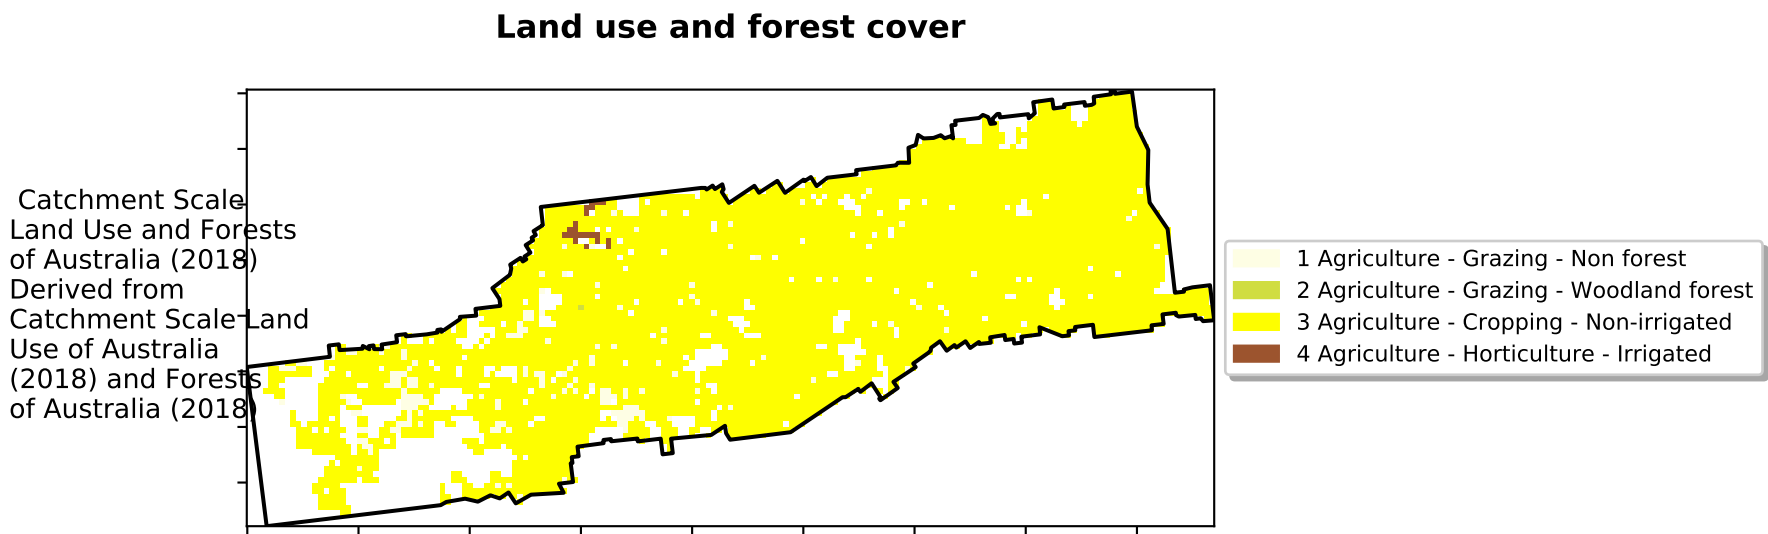 Land use and forest cover
Catchment Scale
Land Use and Forests
of Australia (2018)
Derived from
Catchment Scale Land
Use of Australia
(2018) and Forests
of Australia (2018)
1 Agriculture - Grazing - Non forest
2 Agriculture - Grazing - Woodland forest
3 Agriculture - Cropping - Non-irrigated
4 Agriculture - Horticulture - Irrigated